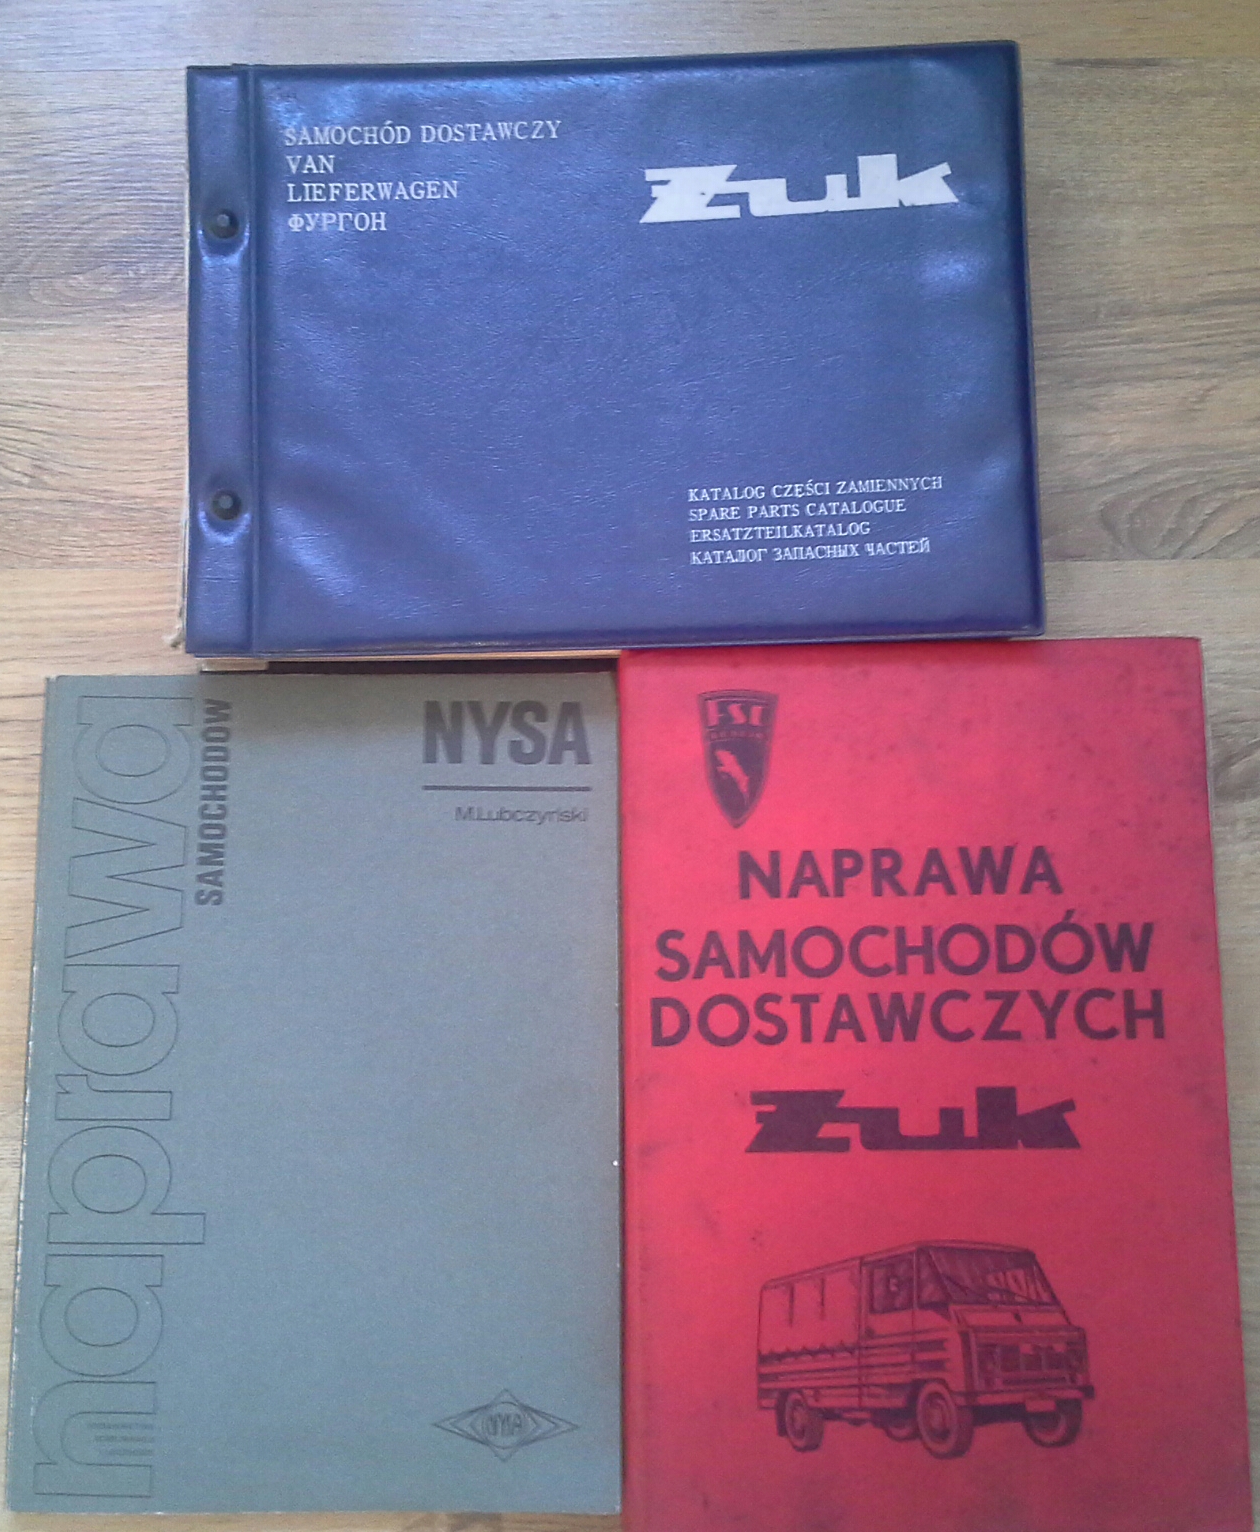 SAMOCHÓD DOSTAWCZY
VAN
LIEFERWAGEN
ФУРГОН
Żuk
KATALOG CZĘŚCI ZAMIENNYCH
SPARE PARTS CATALOGUE
ERSATZTEILKATALOG
КАТАЛОГ ЗАПАСНЫХ ЧАСТЕЙ
naprawa
SAMOCHODÓW
NYSA
M.Lubczyński
NYSA
FSC
NAPRAWA
SAMOCHODÓW
DOSTAWCZYCH
Żuk